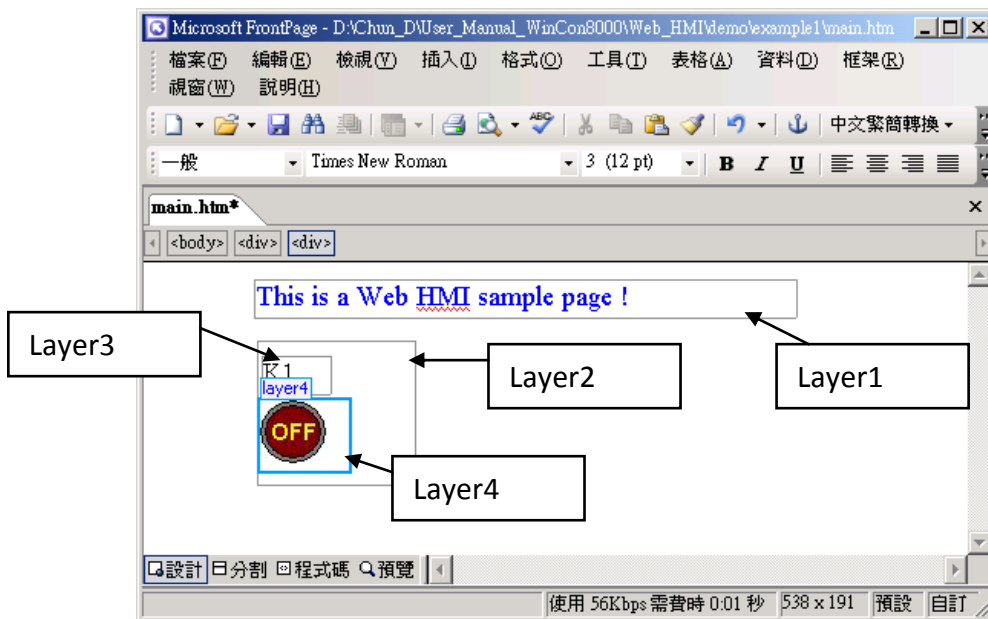 Microsoft FrontPage - D:\Chun_D\User_Manual_WinCon8000\Web_HMI\demo\example1\main.htm
檔案(F) 編輯(E) 檢視(V) 插入(I) 格式(O) 工具(T) 表格(A) 資料(D) 框架(R)
視窗(W) 說明(H)
ABC 中文繁簡轉換
一般 Times New Roman 3 (12 pt) B I U
main.htm*
<body> <div> <div>
This is a Web HMI sample page !
Layer3
Layer2
Layer1
K1
layer4
OFF
Layer4
設計 分割 程式碼 預覽
使用 56Kbps 需費時 0:01 秒 538 x 191 預設 自訂